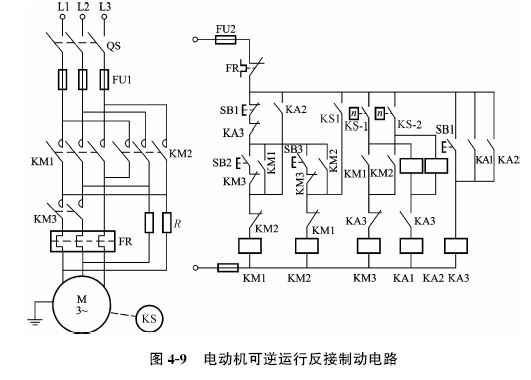 L1 L2 L3
QS
FU1
KM1
KM2
KM3
R
FR
M
3~
KS
FU2
FR
SB1 KA2 KS1 n KS-1 n KS-2
KA3
SB1
SB2 KM1 SB3 KM2 KM1 KM2 KA1 KA2
KM3 KM3
KM2 KM1 KA3 KA3
KM1 KM2 KM3 KA1 KA2 KA3
图 4-9 电动机可逆运行反接制动电路